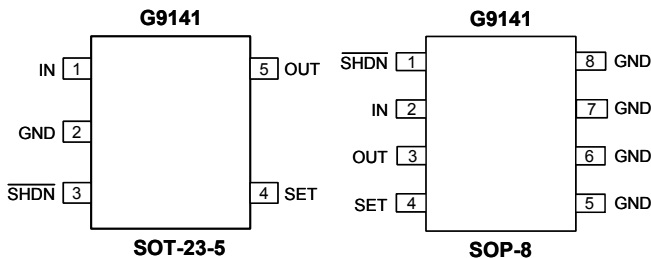 G9141
IN 1
5 OUT
GND 2
SHDN 3
4 SET
SOT-23-5
G9141
SHDN 1
8 GND
IN 2
7 GND
OUT 3
6 GND
SET 4
5 GND
SOP-8